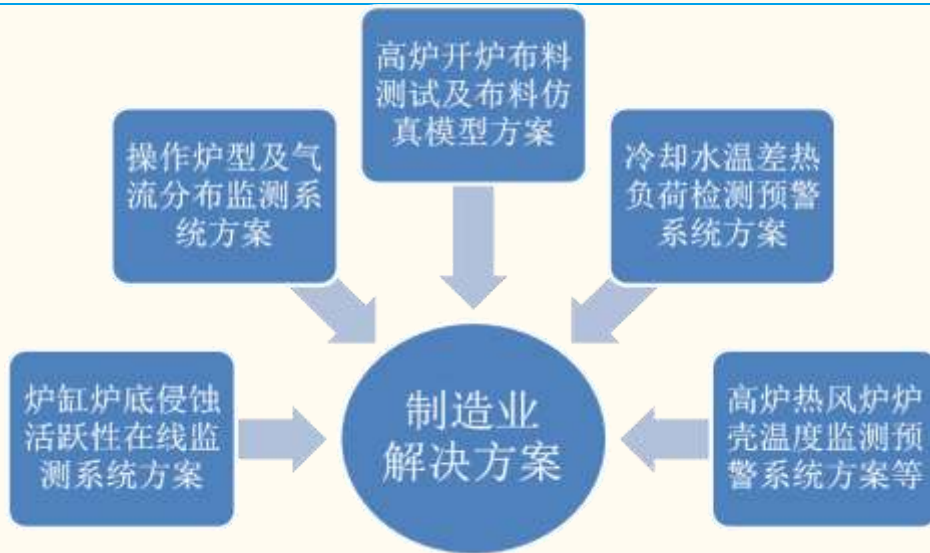 高炉开炉布料
测试及布料仿
真模型方案
操作炉型及气
流分布监测系
统方案
冷却水温差热
负荷检测预警
系统方案
炉缸炉底侵蚀
活跃性在线监
测系统方案
制造业
解决方案
高炉热风炉炉
壳温度监测预
警系统方案等